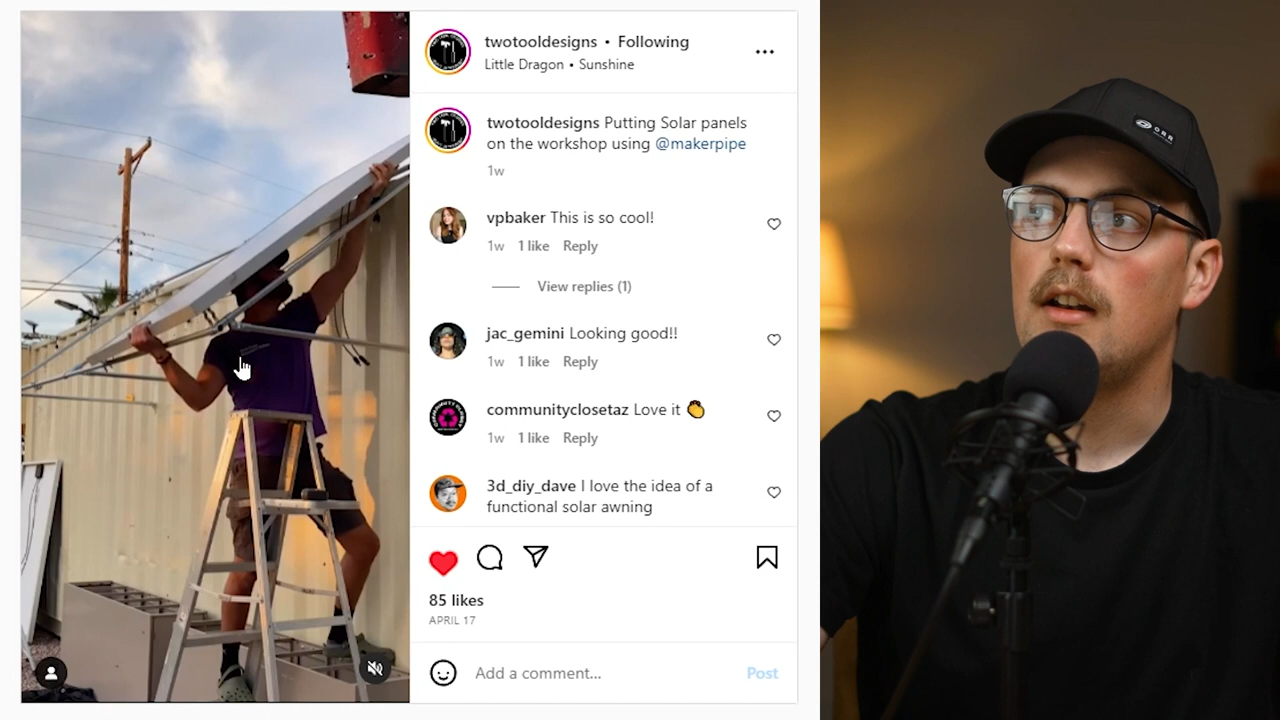 twotooldesigns • Following
Little Dragon • Sunshine
twotooldesigns Putting Solar panels
on the workshop using @makerpipe
1w
vpbaker This is so cool!
1w 1 like Reply
View replies (1)
jac_gemini Looking good!!
1w 1 like Reply
communityclosetaz Love it 👏
1w 1 like Reply
3d_diy_dave I love the idea of a
functional solar awning
85 likes
APRIL 17
Add a comment... Post
ORB